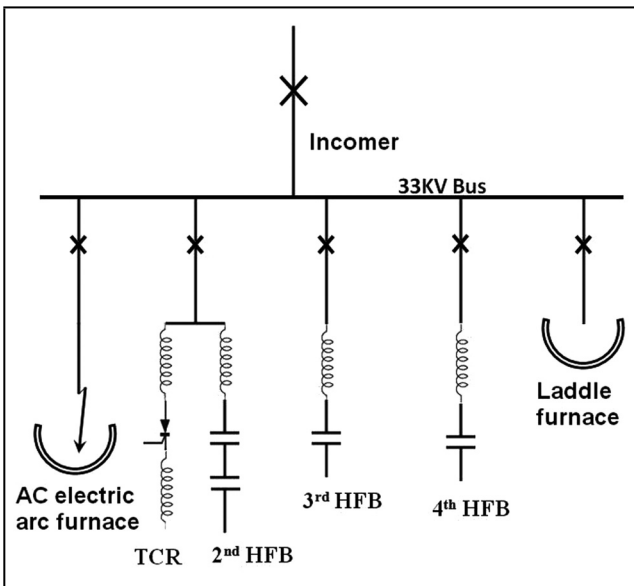 Incomer
33KV Bus
Laddle
furnace
AC electric
arc furnace
TCR
2nd HFB
3rd HFB
4th HFB